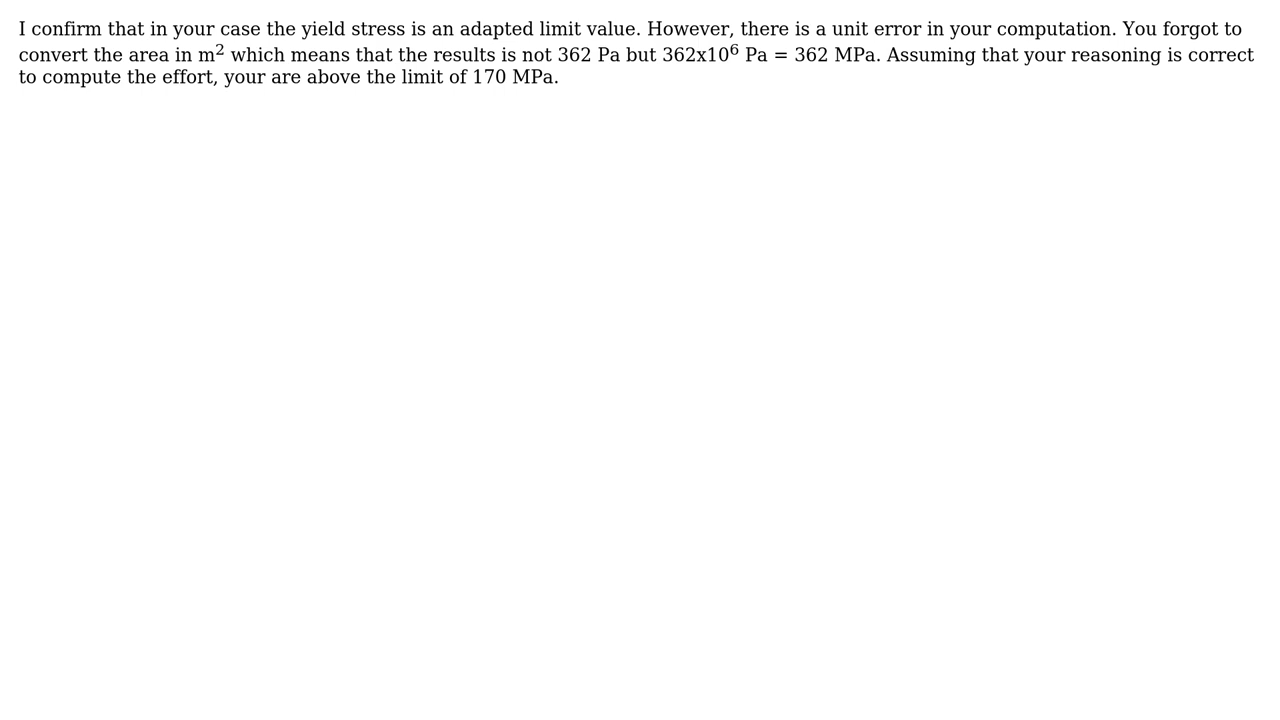 I confirm that in your case the yield stress is an adapted limit value. However, there is a unit error in your computation. You forgot to
convert the area in m² which means that the results is not 362 Pa but 362x10⁶ Pa = 362 MPa. Assuming that your reasoning is correct
to compute the effort, your are above the limit of 170 MPa.